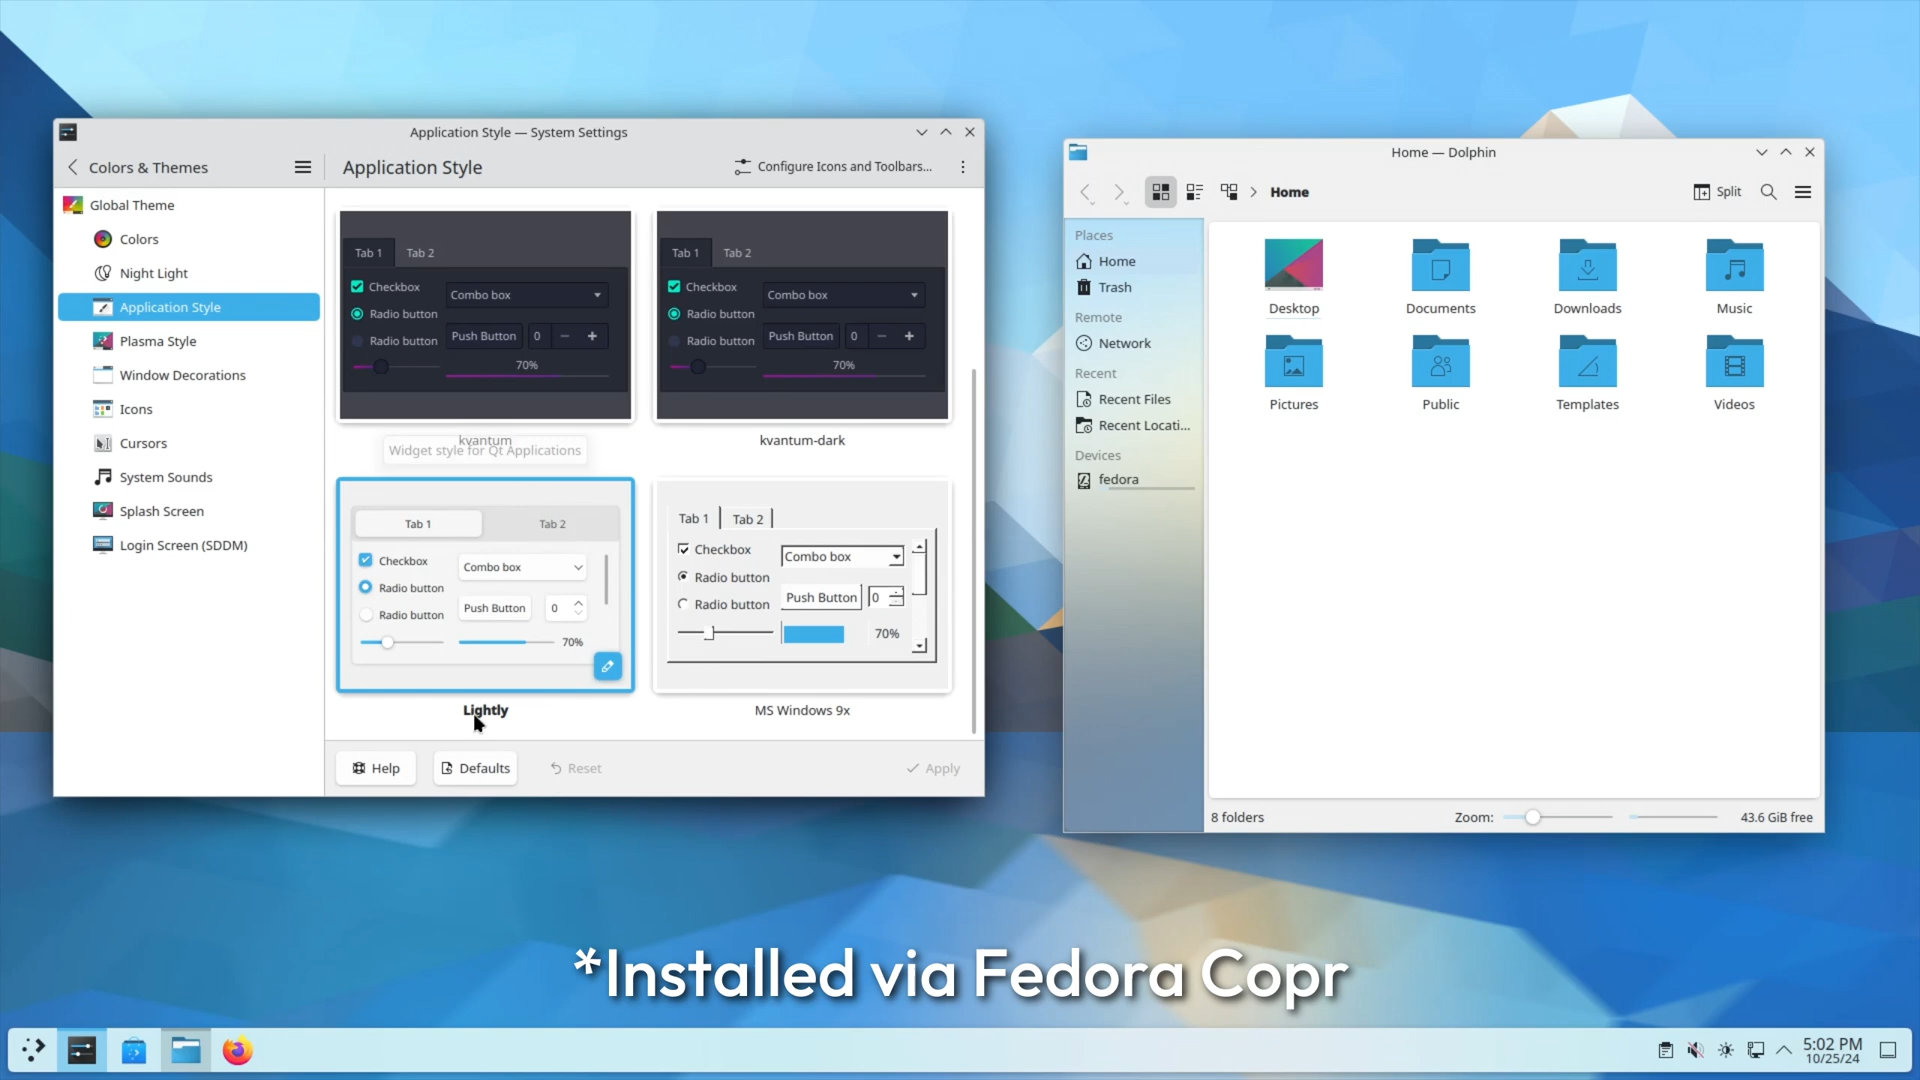 Application Style — System Settings
Colors & Themes
Application Style
Configure Icons and Toolbars...
Global Theme
Colors
Night Light
Application Style
Plasma Style
Window Decorations
Icons
Cursors
System Sounds
Splash Screen
Login Screen (SDDM)
Tab 1 Tab 2
Checkbox
Combo box
Radio button
Push Button 0
Radio button
70%
kvantum
Widget style for Qt Applications
Tab 1 Tab 2
Checkbox
Combo box
Radio button
Push Button 0
Radio button
70%
kvantum-dark
Tab 1 Tab 2
Checkbox
Combo box
Radio button
Push Button 0
Radio button
70%
Lightly
Tab 1 Tab 2
Checkbox
Combo box
Radio button
Push Button 0
Radio button
70%
MS Windows 9x
Help
Defaults
Reset
Apply
Home — Dolphin
Home
Split
Places
Home
Trash
Remote
Network
Recent
Recent Files
Recent Locati...
Devices
fedora
Desktop
Documents
Downloads
Music
Pictures
Public
Templates
Videos
8 folders
Zoom:
43.6 GiB free
*Installed via Fedora Copr
5:02 PM
10/25/24